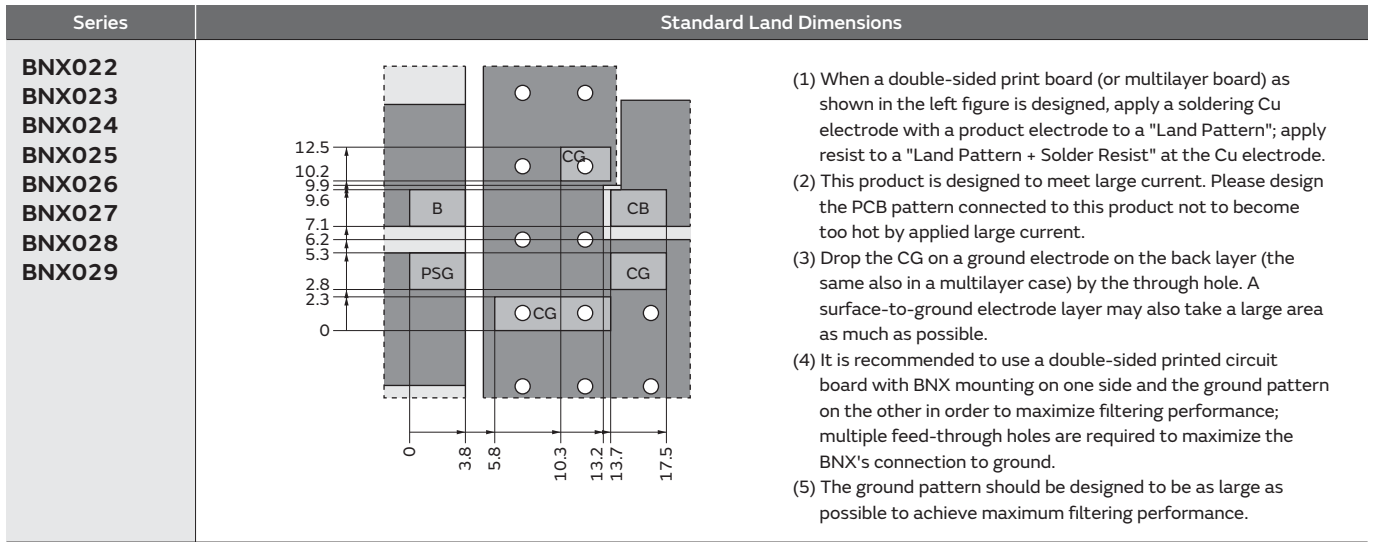 Series
Standard Land Dimensions
BNX022
BNX023
BNX024
BNX025
BNX026
BNX027
BNX028
BNX029
12.5
10.2
9.9
9.6
7.1
6.2
5.3
2.8
2.3
0
CG
B
CB
PSG
CG
CG
0
3.8
5.8
10.3
13.2
13.7
17.5
(1) When a double-sided print board (or multilayer board) as
shown in the left figure is designed, apply a soldering Cu
electrode with a product electrode to a "Land Pattern"; apply
resist to a "Land Pattern + Solder Resist" at the Cu electrode.
(2) This product is designed to meet large current. Please design
the PCB pattern connected to this product not to become
too hot by applied large current.
(3) Drop the CG on a ground electrode on the back layer (the
same also in a multilayer case) by the through hole. A
surface-to-ground electrode layer may also take a large area
as much as possible.
(4) It is recommended to use a double-sided printed circuit
board with BNX mounting on one side and the ground pattern
on the other in order to maximize filtering performance;
multiple feed-through holes are required to maximize the
BNX's connection to ground.
(5) The ground pattern should be designed to be as large as
possible to achieve maximum filtering performance.